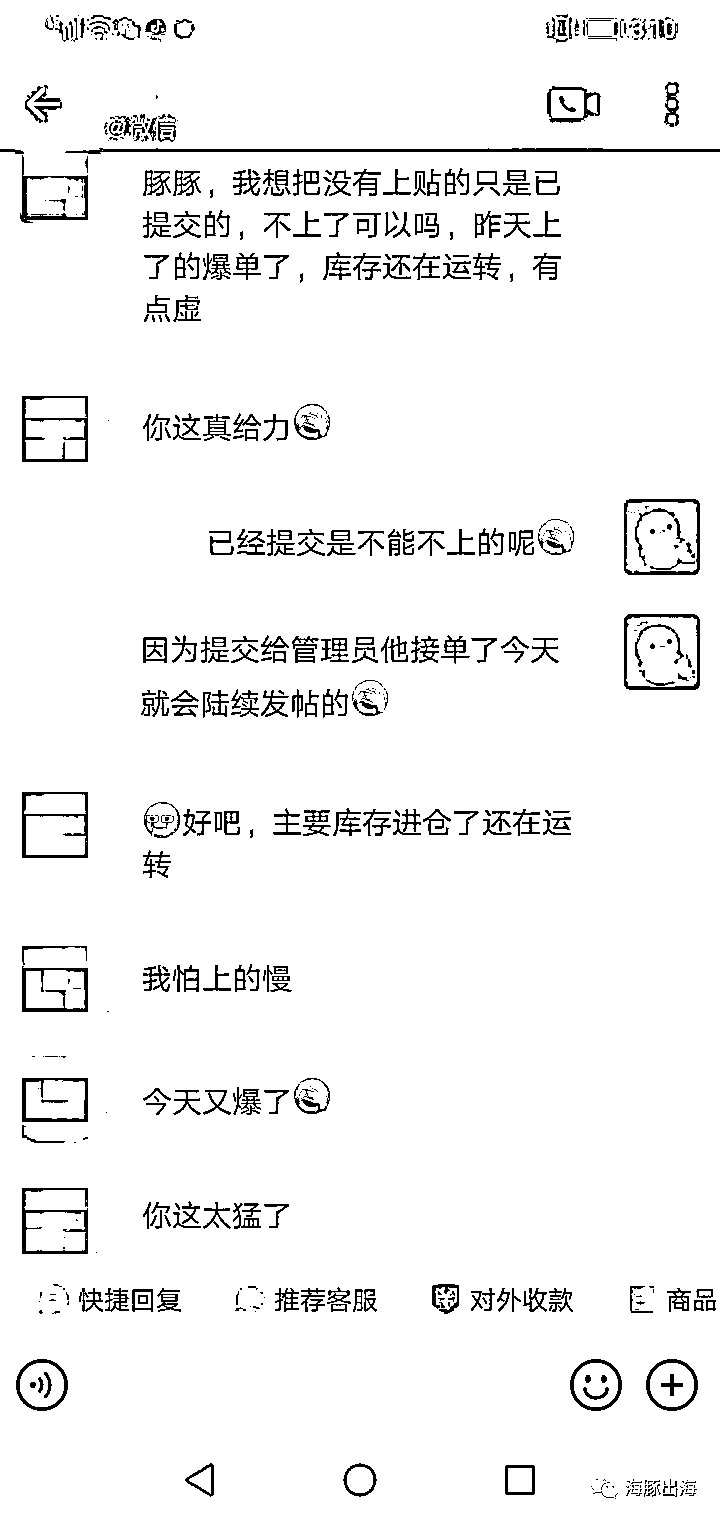 @微信
豚豚，我想把没有上贴的只是已
提交的，不上了可以吗，昨天上
了的爆单了，库存还在运转，有
点虚
你这真给力
已经提交是不能不上的呢
因为提交给管理员他接单了今天
就会陆续发帖的
好吧，主要库存进仓了还在运
转
我怕上的慢
今天又爆了
你这太猛了
快捷回复 推荐客服 对外收款 商品
海豚出海